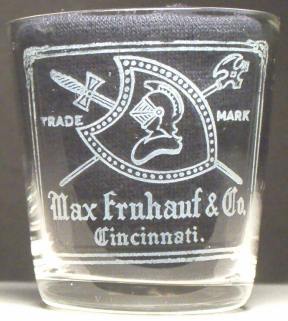 TRADE MARK
Max Fruhauf & Co,
Cincinnati.